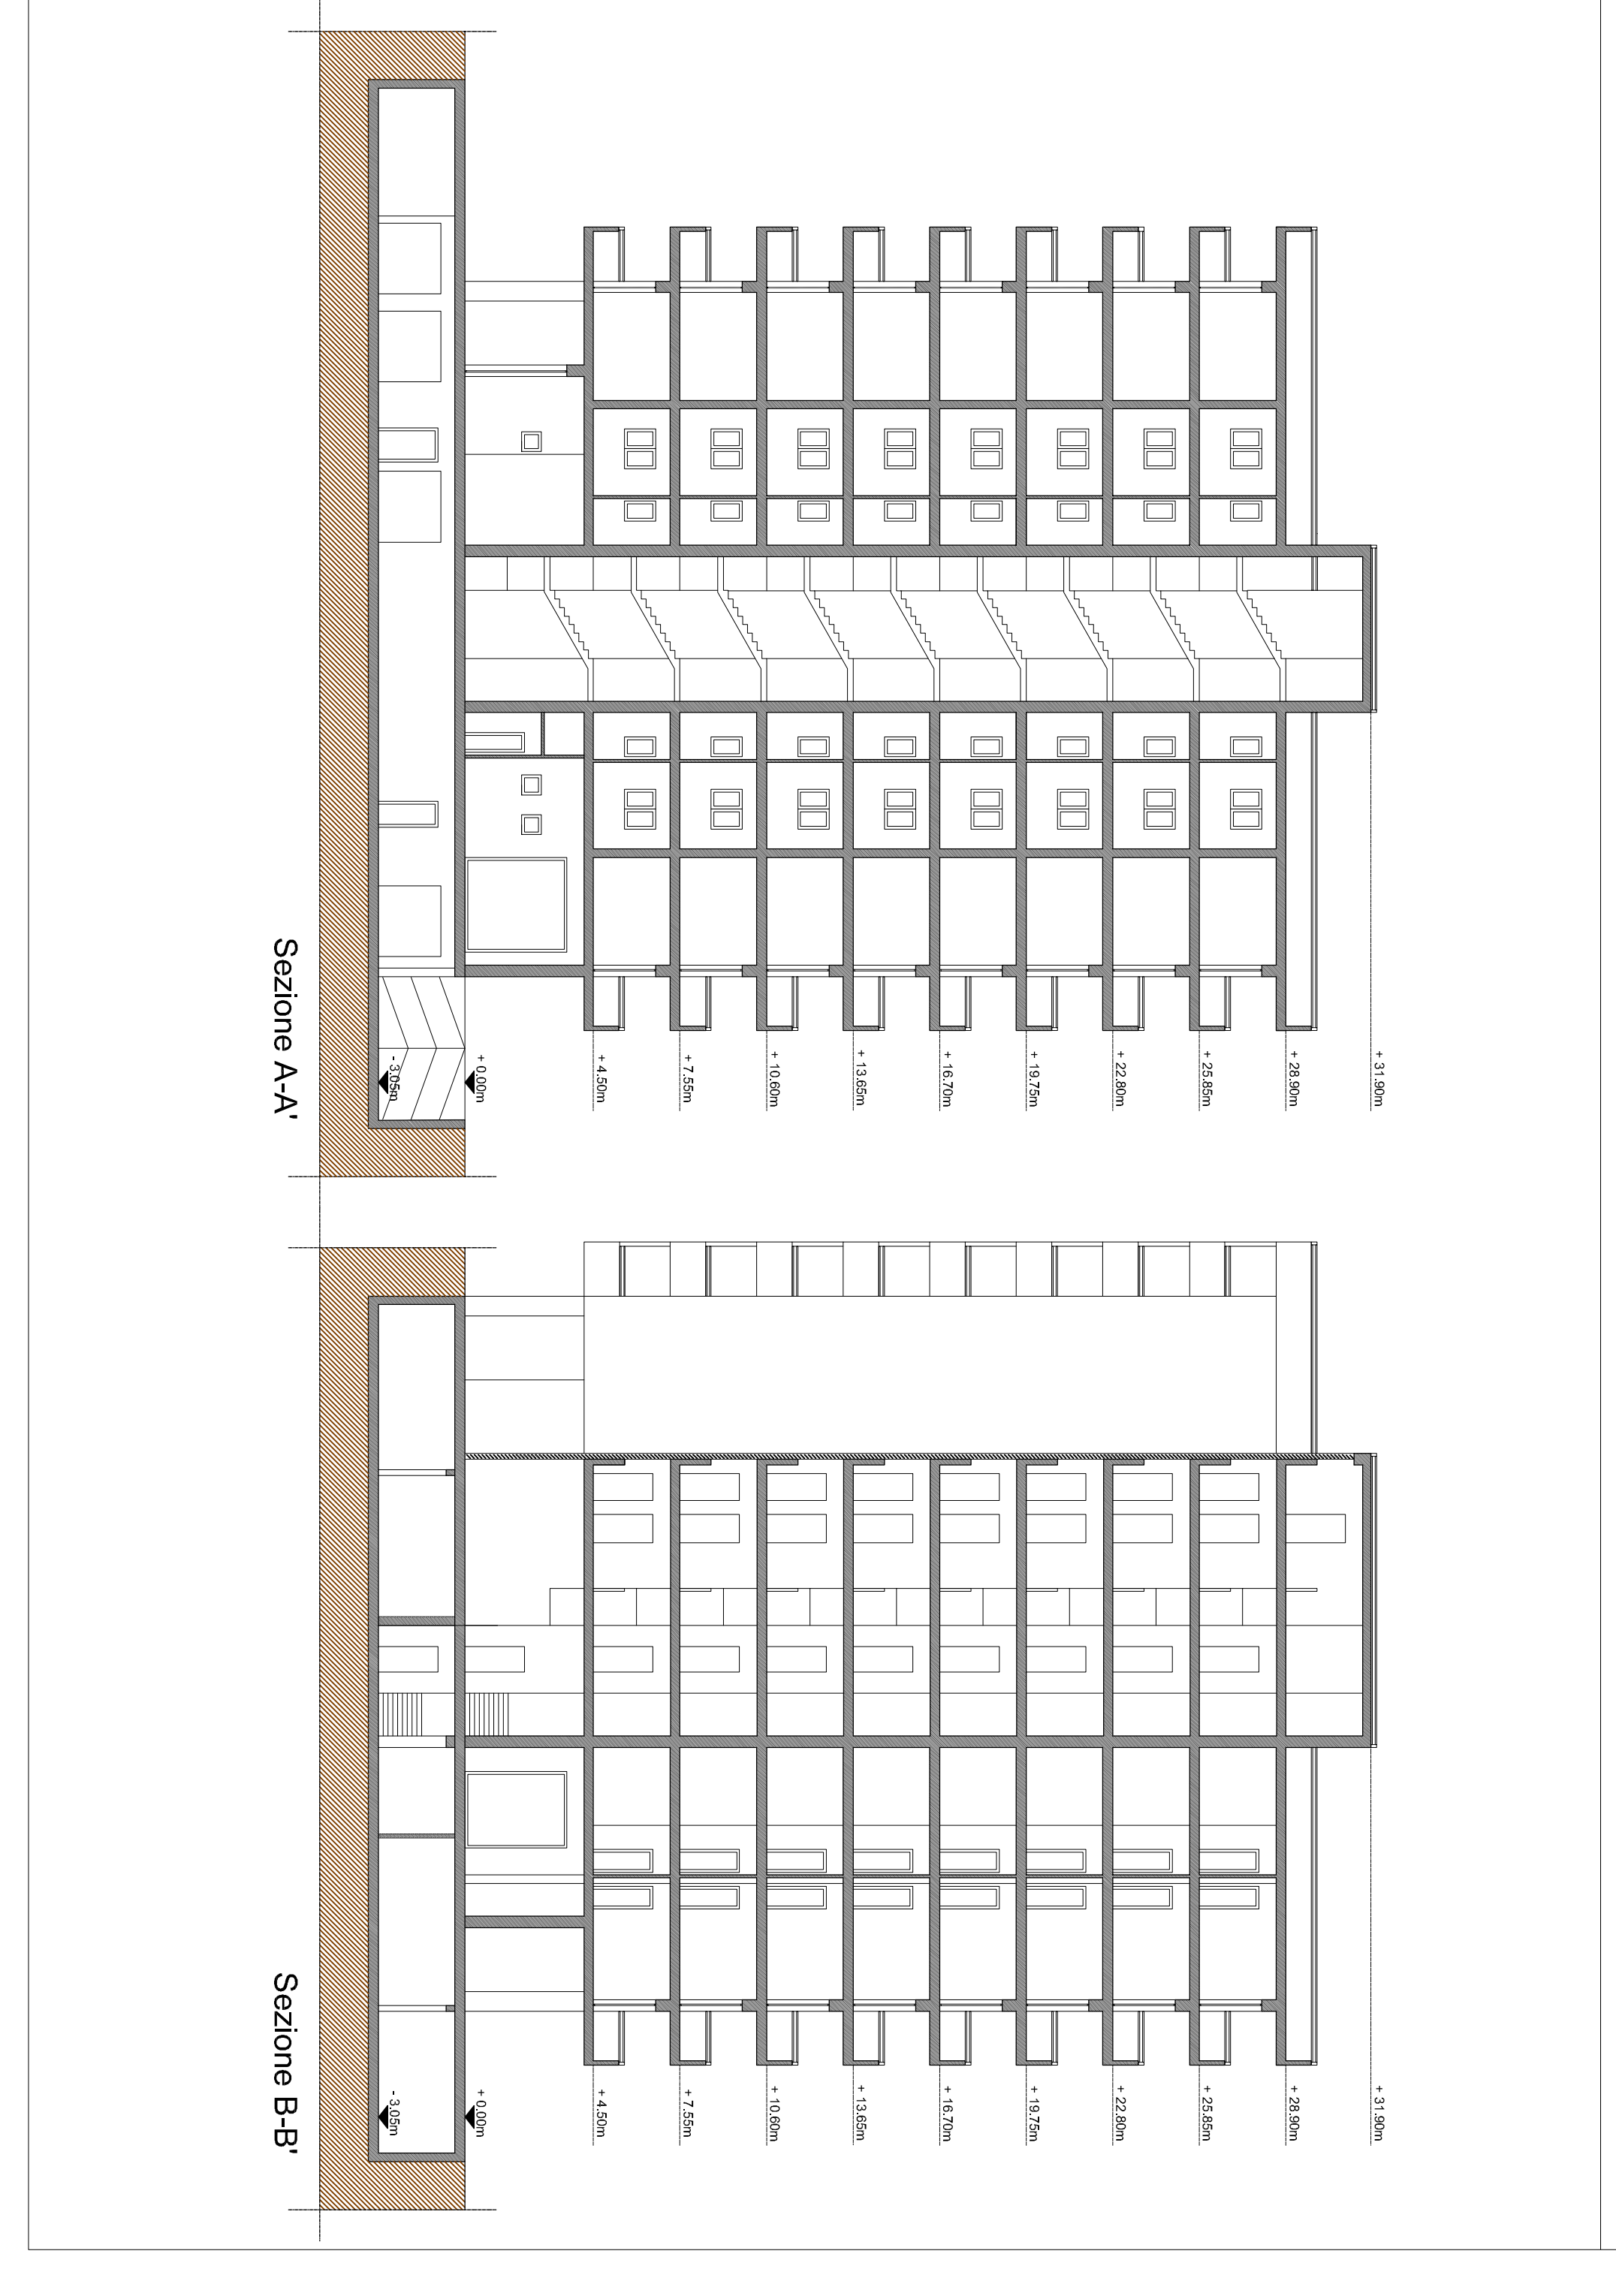 + 31.90m
+ 28.90m
+ 25.85m
+ 22.80m
+ 19.75m
+ 16.70m
+ 13.65m
+ 10.60m
+ 7.55m
+ 4.50m
+ 0.00m
- 3.05m
Sezione A-A'
+ 31.90m
+ 28.90m
+ 25.85m
+ 22.80m
+ 19.75m
+ 16.70m
+ 13.65m
+ 10.60m
+ 7.55m
+ 4.50m
+ 0.00m
- 3.05m
Sezione B-B'